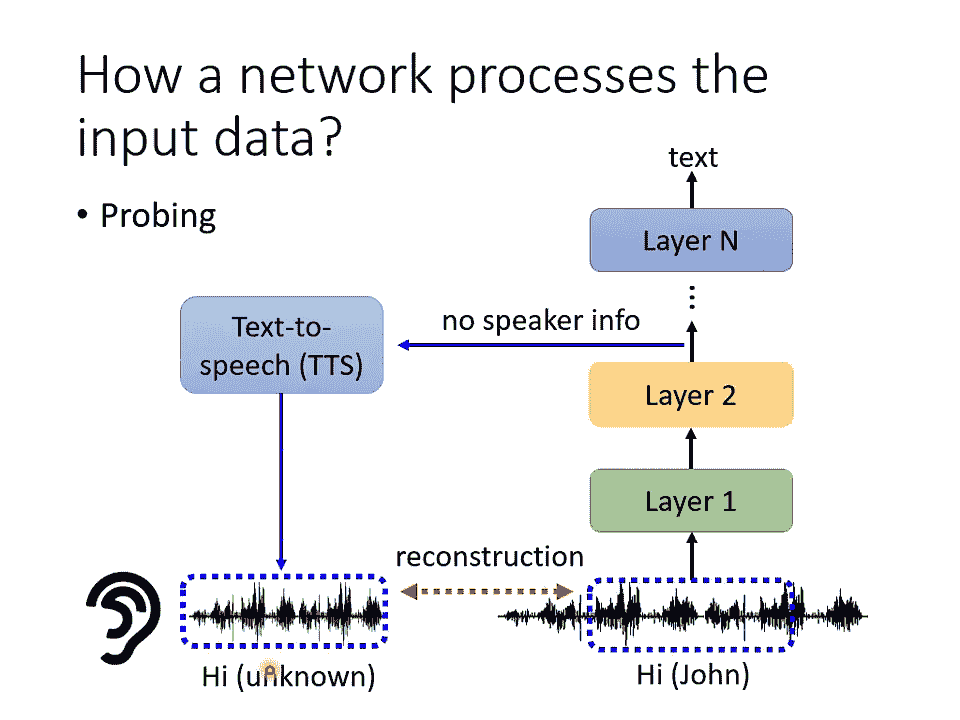 How a network processes the
input data?
• Probing
text
Layer N
⋮
no speaker info
Text-to-
speech (TTS)
Layer 2
Layer 1
reconstruction
Hi (unknown)
Hi (John)